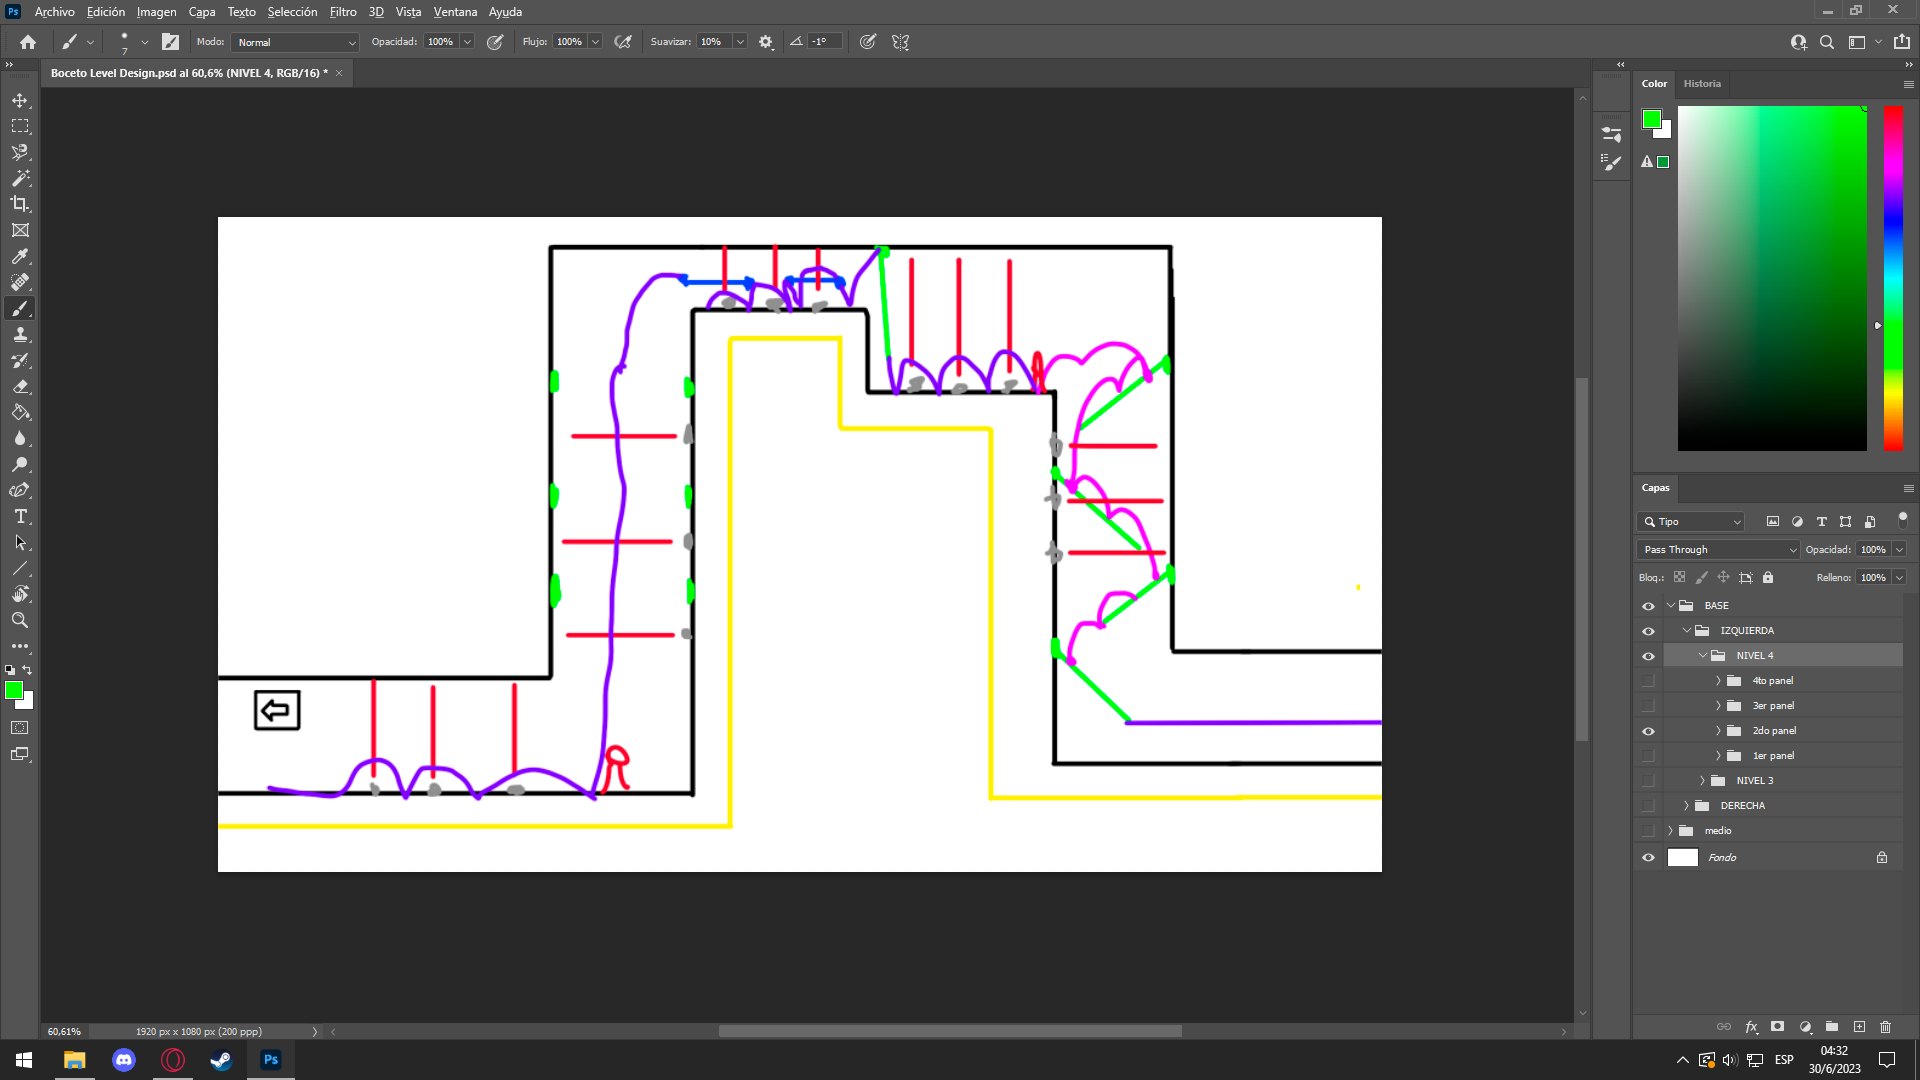 Ps Archivo Edición Imagen Capa Texto Selección Filtro 3D Vista Ventana Ayuda
7 Modo: Normal Opacidad: 100% Flujo: 100% Suavizar: 10% -1°
Boceto Level Design.psd al 60,6% (NIVEL 4, RGB/16) *
Color Historia
Capas
Tipo
Pass Through Opacidad: 100%
Bloq.: Relleno: 100%
BASE
IZQUIERDA
NIVEL 4
4to panel
3er panel
2do panel
1er panel
NIVEL 3
DERECHA
medio
Fondo
60,61% 1920 px x 1080 px (200 ppp)
Ps ESP 04:32
30/6/2023